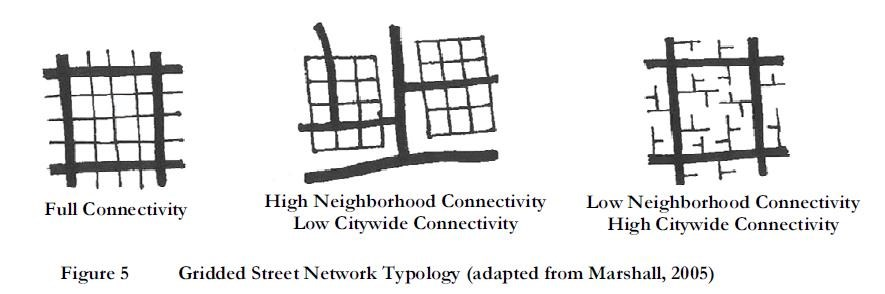 Full Connectivity
High Neighborhood Connectivity
Low Citywide Connectivity
Low Neighborhood Connectivity
High Citywide Connectivity
Figure 5 Gridded Street Network Typology (adapted from Marshall, 2005)